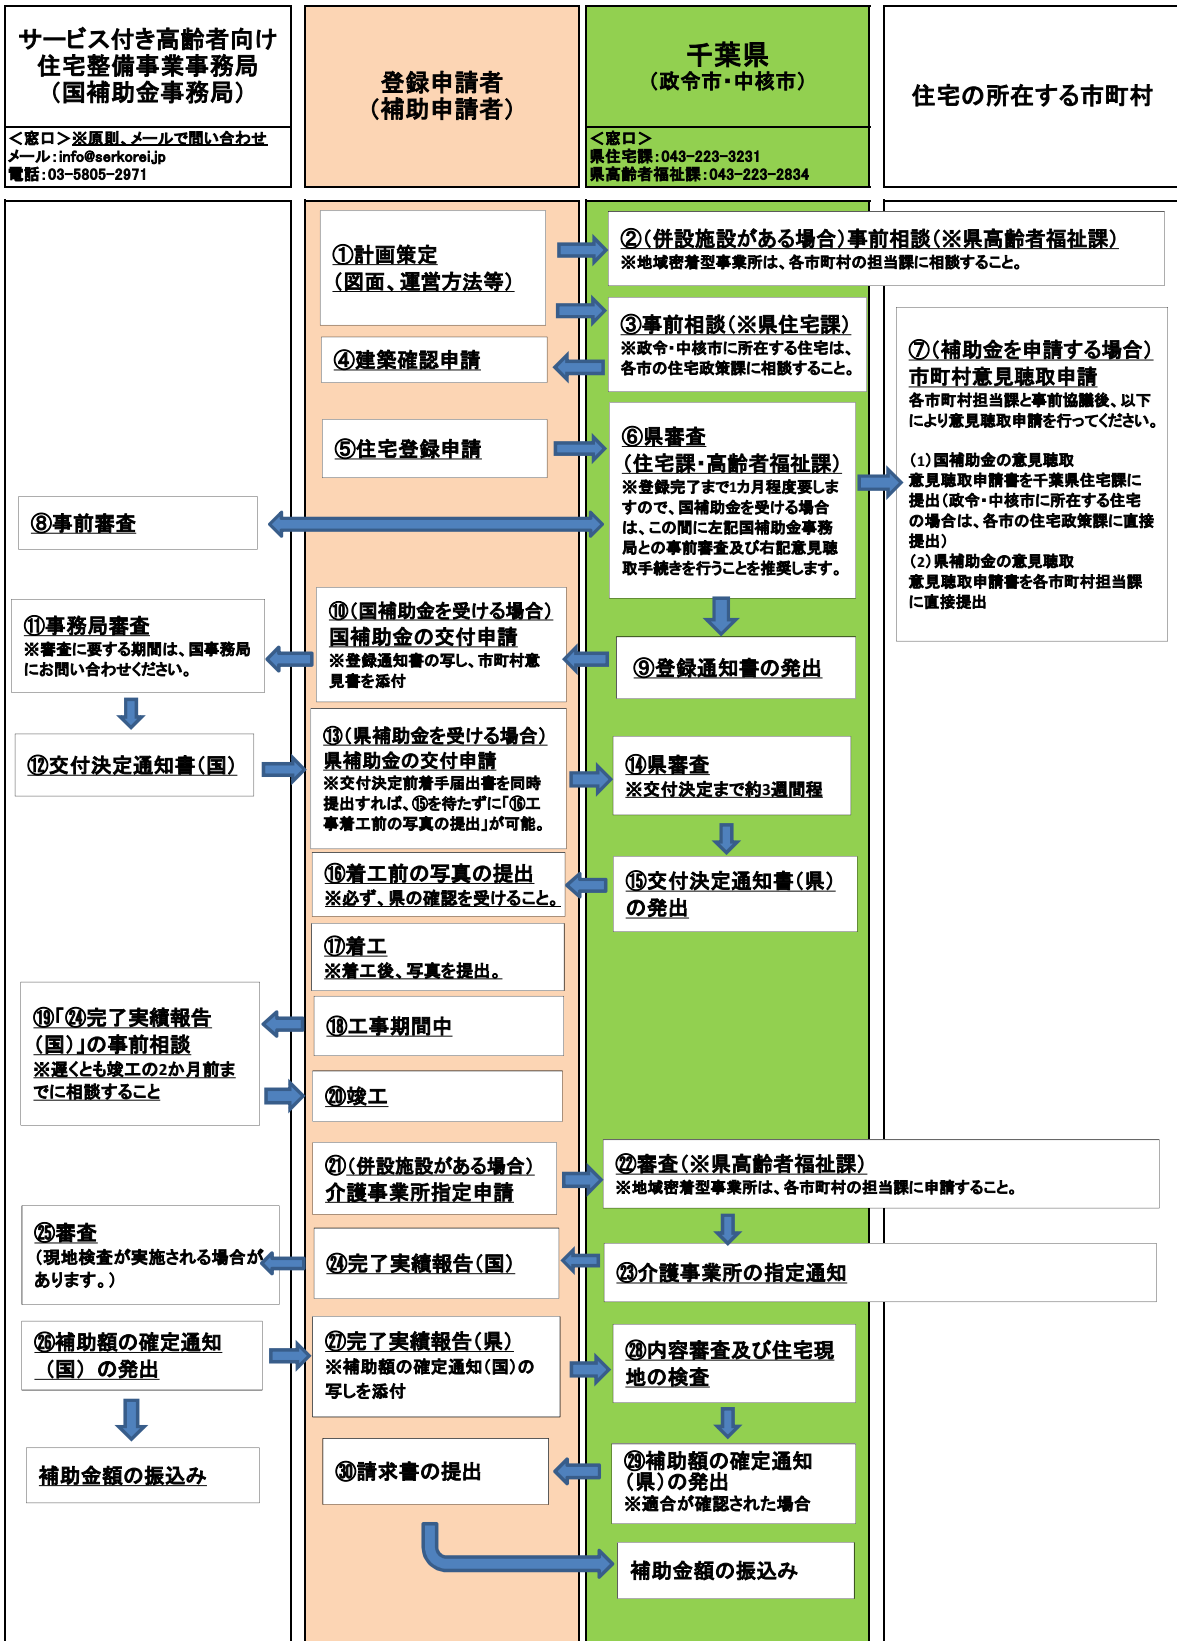 サービス付き高齢者向け
住宅整備事業事務局
（国補助金事務局）
＜窓口＞※原則、メールで問い合わせ
メール：info@serkorei.jp
電話：03-5805-2971
登録申請者
（補助申請者）
千葉県
（政令市・中核市）
＜窓口＞
県住宅課：043-223-3231
県高齢者福祉課：043-223-2834
住宅の所在する市町村
①計画策定
（図面、運営方法等）
②（併設施設がある場合）事前相談（※県高齢者福祉課）
※地域密着型事業所は、各市町村の担当課に相談すること。
③事前相談（※県住宅課）
※政令・中核市に所在する住宅は、
各市の住宅政策課に相談すること。
④建築確認申請
⑤住宅登録申請
⑥県審査
（住宅課・高齢者福祉課）
※登録完了まで1カ月程度要しま
すので、国補助金を受ける場合
は、この間に左記国補助金事務
局との事前審査及び右記意見聴
取手続きを行うことを推奨します。
⑦（補助金を申請する場合）
市町村意見聴取申請
各市町村担当課と事前協議後、以下
により意見聴取申請を行ってください。
（1）国補助金の意見聴取
意見聴取申請書を千葉県住宅課に
提出（政令・中核市に所在する住宅
の場合は、各市の住宅政策課に直接
提出）
（2）県補助金の意見聴取
意見聴取申請書を各市町村担当課
に直接提出
⑧事前審査
⑨登録通知書の発出
⑩（国補助金を受ける場合）
国補助金の交付申請
※登録通知書の写し、市町村意
見書を添付
⑪事務局審査
※審査に要する期間は、国事務局
にお問い合わせください。
⑫交付決定通知書（国）
⑬（県補助金を受ける場合）
県補助金の交付申請
※交付決定前着手届出書を同時
提出すれば、⑮を待たずに「⑯工
事着工前の写真の提出」が可能。
⑭県審査
※交付決定まで約3週間程
⑮交付決定通知書（県）
の発出
⑯着工前の写真の提出
※必ず、県の確認を受けること。
⑰着工
※着工後、写真を提出。
⑱工事期間中
⑲「㉔完了実績報告
（国）」の事前相談
※遅くとも竣工の2か月前ま
でに相談すること
⑳竣工
㉑（併設施設がある場合）
介護事業所指定申請
㉒審査（※県高齢者福祉課）
※地域密着型事業所は、各市町村の担当課に申請すること。
㉓介護事業所の指定通知
㉔完了実績報告（国）
㉕審査
（現地検査が実施される場合が
あります。）
㉖補助額の確定通知
（国）の発出
補助金額の振込み
㉗完了実績報告（県）
※補助額の確定通知（国）の
写しを添付
㉘内容審査及び住宅現
地の検査
㉙補助額の確定通知
（県）の発出
※適合が確認された場合
㉚請求書の提出
補助金額の振込み